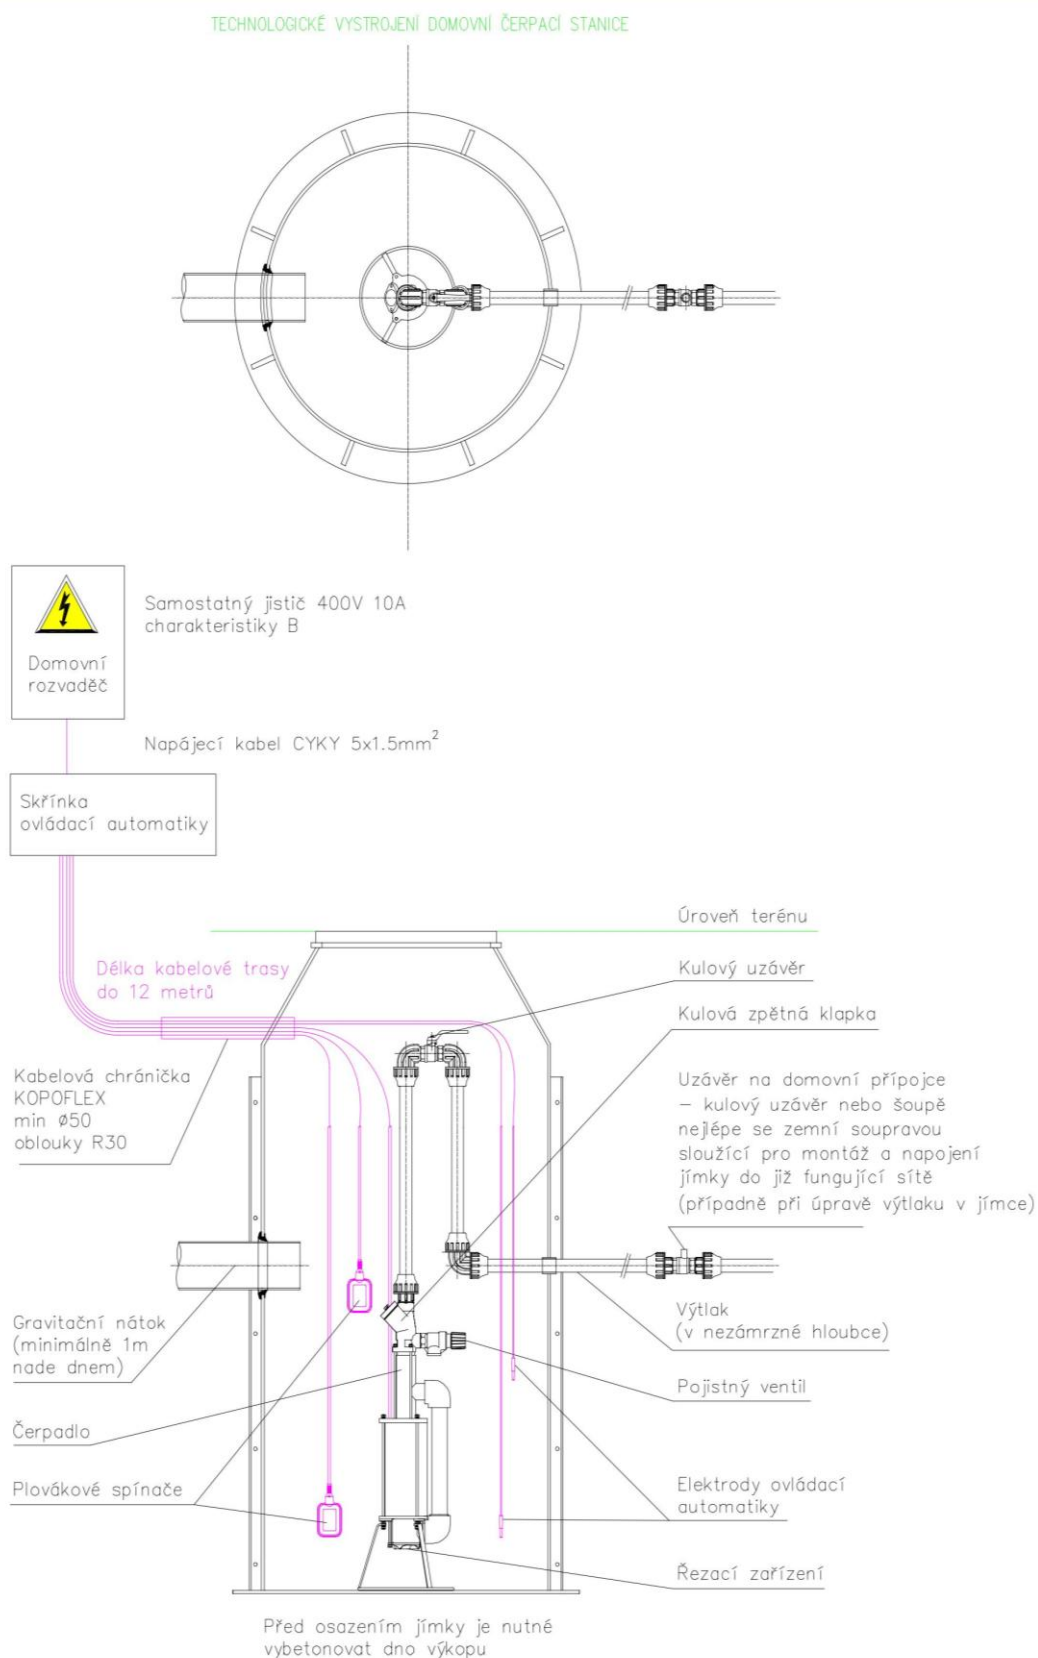 TECHNOLOGICKÉ VYSTROJENÍ DOMOVNÍ ČERPACÍ STANICE
Samostatný jistič 400V 10A
charakteristiky B
Domovní
rozvaděč
Napájecí kabel CYKY 5x1.5mm²
Skřínka
ovládací automatiky
Úroveň terénu
Délka kabelové trasy
do 12 metrů
Kulový uzávěr
Kulová zpětná klapka
Kabelová chránička
KOPOFLEX
min ø50
oblouky R30
Uzávěr na domovní přípojce
– kulový uzávěr nebo šoupě
nejlépe se zemní soupravou
sloužící pro montáž a napojení
jímky do již fungující sítě
(případně při úpravě výtlaku v jímce)
Gravitační nátok
(minimálně 1m
nade dnem)
Výtlak
(v nezámrzné hloubce)
Pojistný ventil
Čerpadlo
Plovákové spínače
Elektrody ovládací
automatiky
Řezací zařízení
Před osazením jímky je nutné
vybetonovat dno výkopu